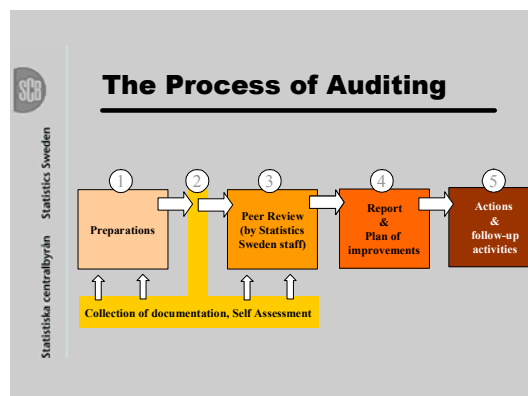 The Process of Auditing
SCB
Statistiska centralbyrån Statistics Sweden
1
2
3
4
5
Preparations
Peer Review
(by Statistics
Sweden staff)
Report
&
Plan of
improvements
Actions
&
follow-up
activities
Collection of documentation, Self Assessment